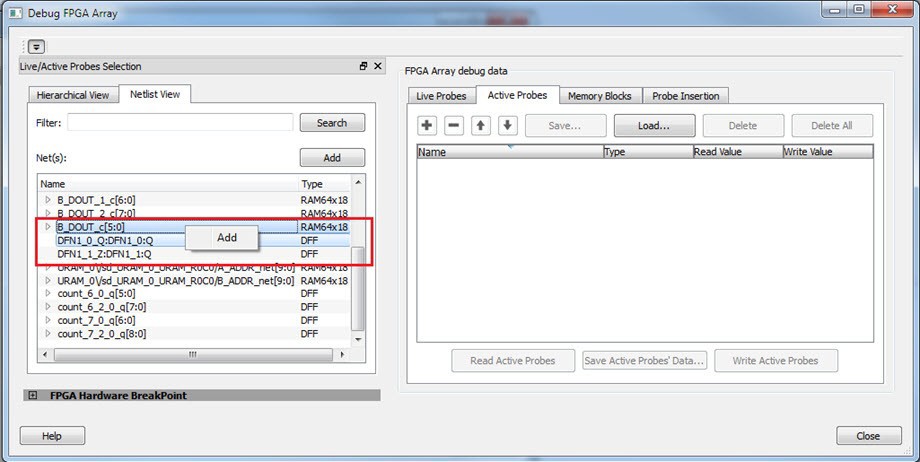 Debug FPGA Array
Live/Active Probes Selection
Hierarchical View
Netlist View
Filter:
Search
Net(s):
Add
Name
Type
B_DOUT_1_c[6:0]
RAM64x18
B_DOUT_2_c[7:0]
RAM64x18
B_DOUT_c[5:0]
RAM64x18
DFN1_0_Q:DFN1_0:Q
DFF
Add
DFN1_1_Z:DFN1_1:Q
DFF
URAM_0\/sd_URAM_0_URAM_R0C0/A_ADDR_net[9:0]
RAM64x18
URAM_0\/sd_URAM_0_URAM_R0C0/B_ADDR_net[9:0]
RAM64x18
count_6_0_q[5:0]
DFF
count_6_2_0_q[7:0]
DFF
count_7_0_q[6:0]
DFF
count_7_2_0_q[8:0]
DFF
FPGA Hardware BreakPoint
FPGA Array debug data
Live Probes
Active Probes
Memory Blocks
Probe Insertion
Save...
Load...
Delete
Delete All
Name
Type
Read Value
Write Value
Read Active Probes
Save Active Probes' Data...
Write Active Probes
Help
Close